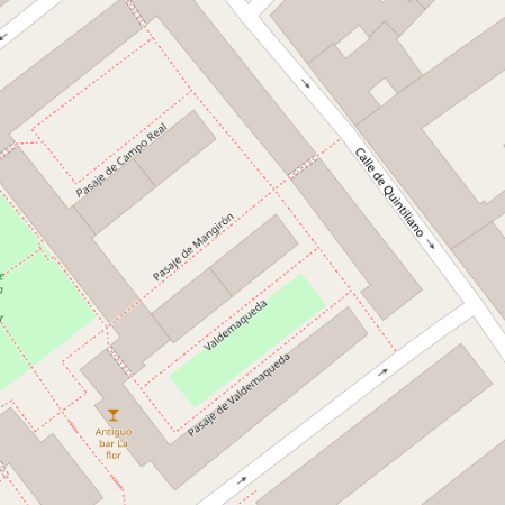 Pasaje de Campo Real
Calle de Quintiliano
Pasaje de Mangirón
Valdemaqueda
Pasaje de Valdemaqueda
Antiguo
bar La
flor